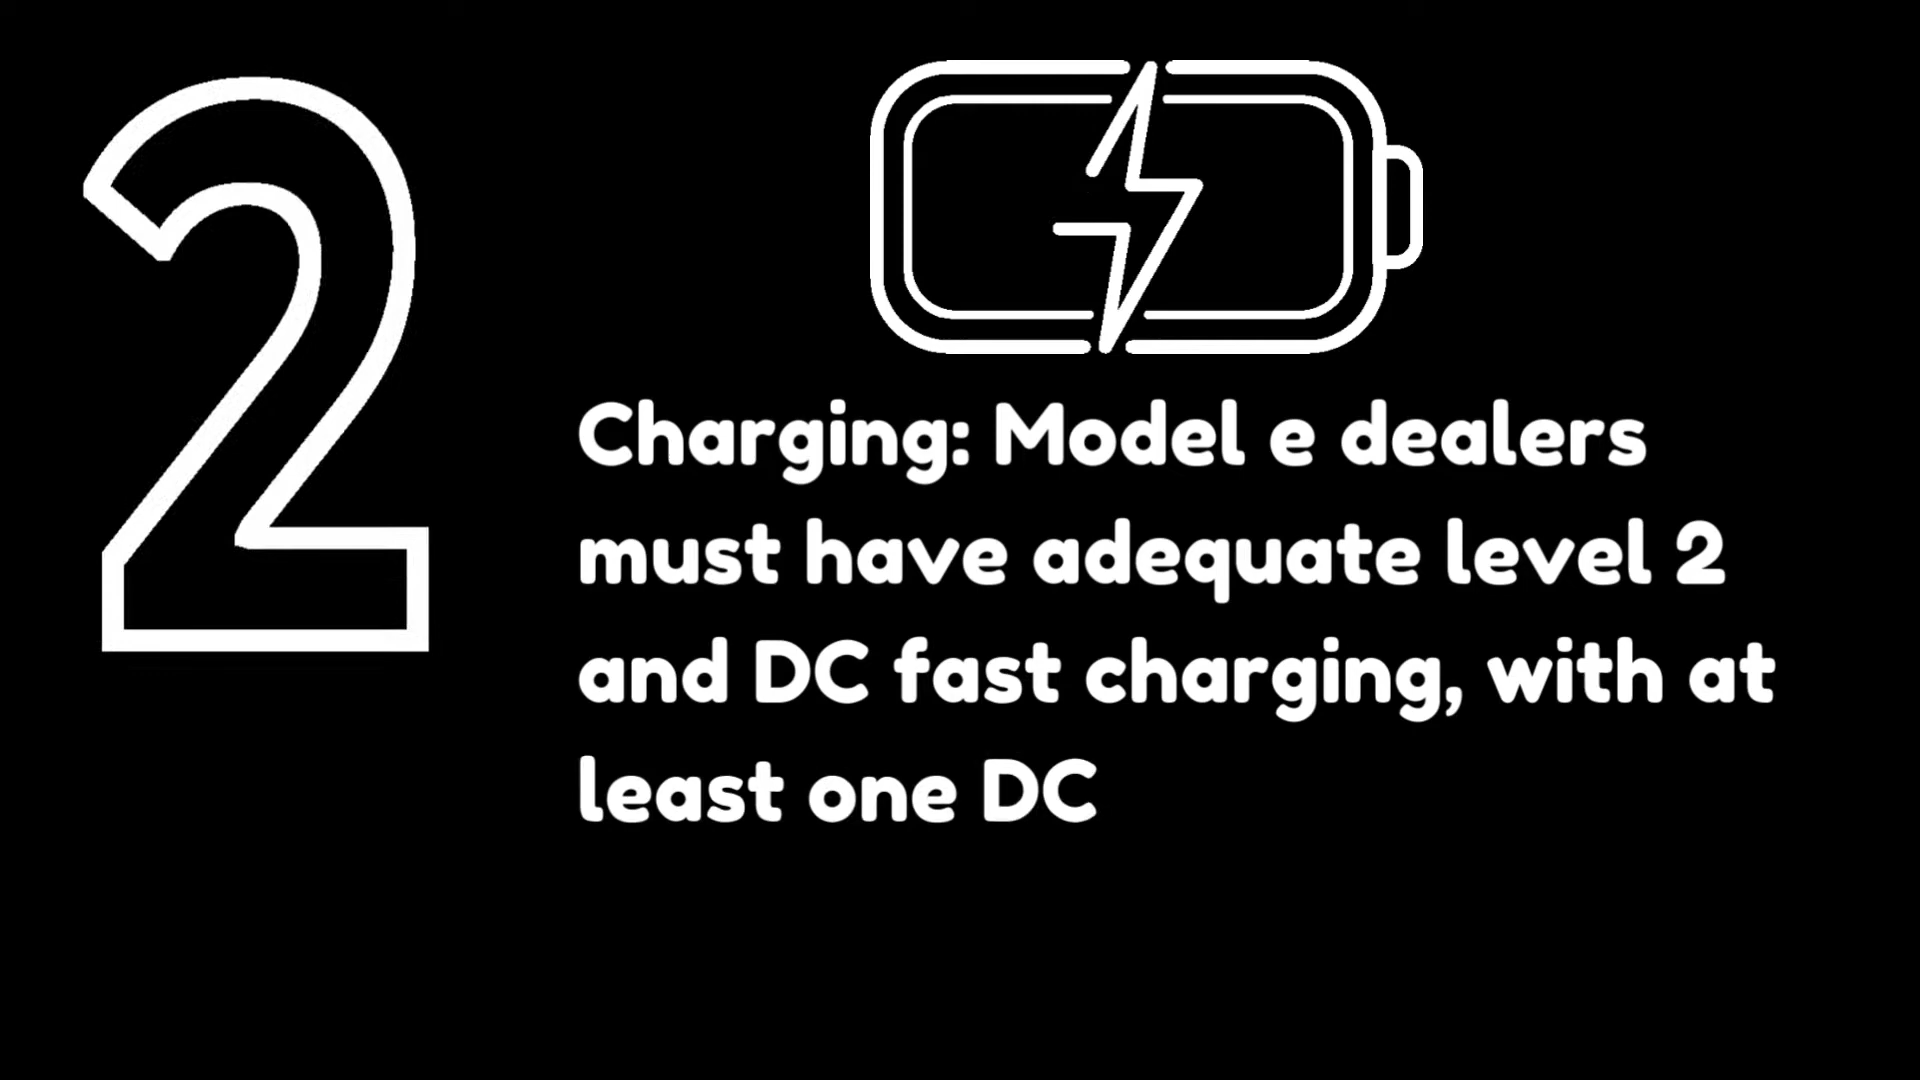 2
Charging: Model e dealers
must have adequate level 2
and DC fast charging, with at
least one DC